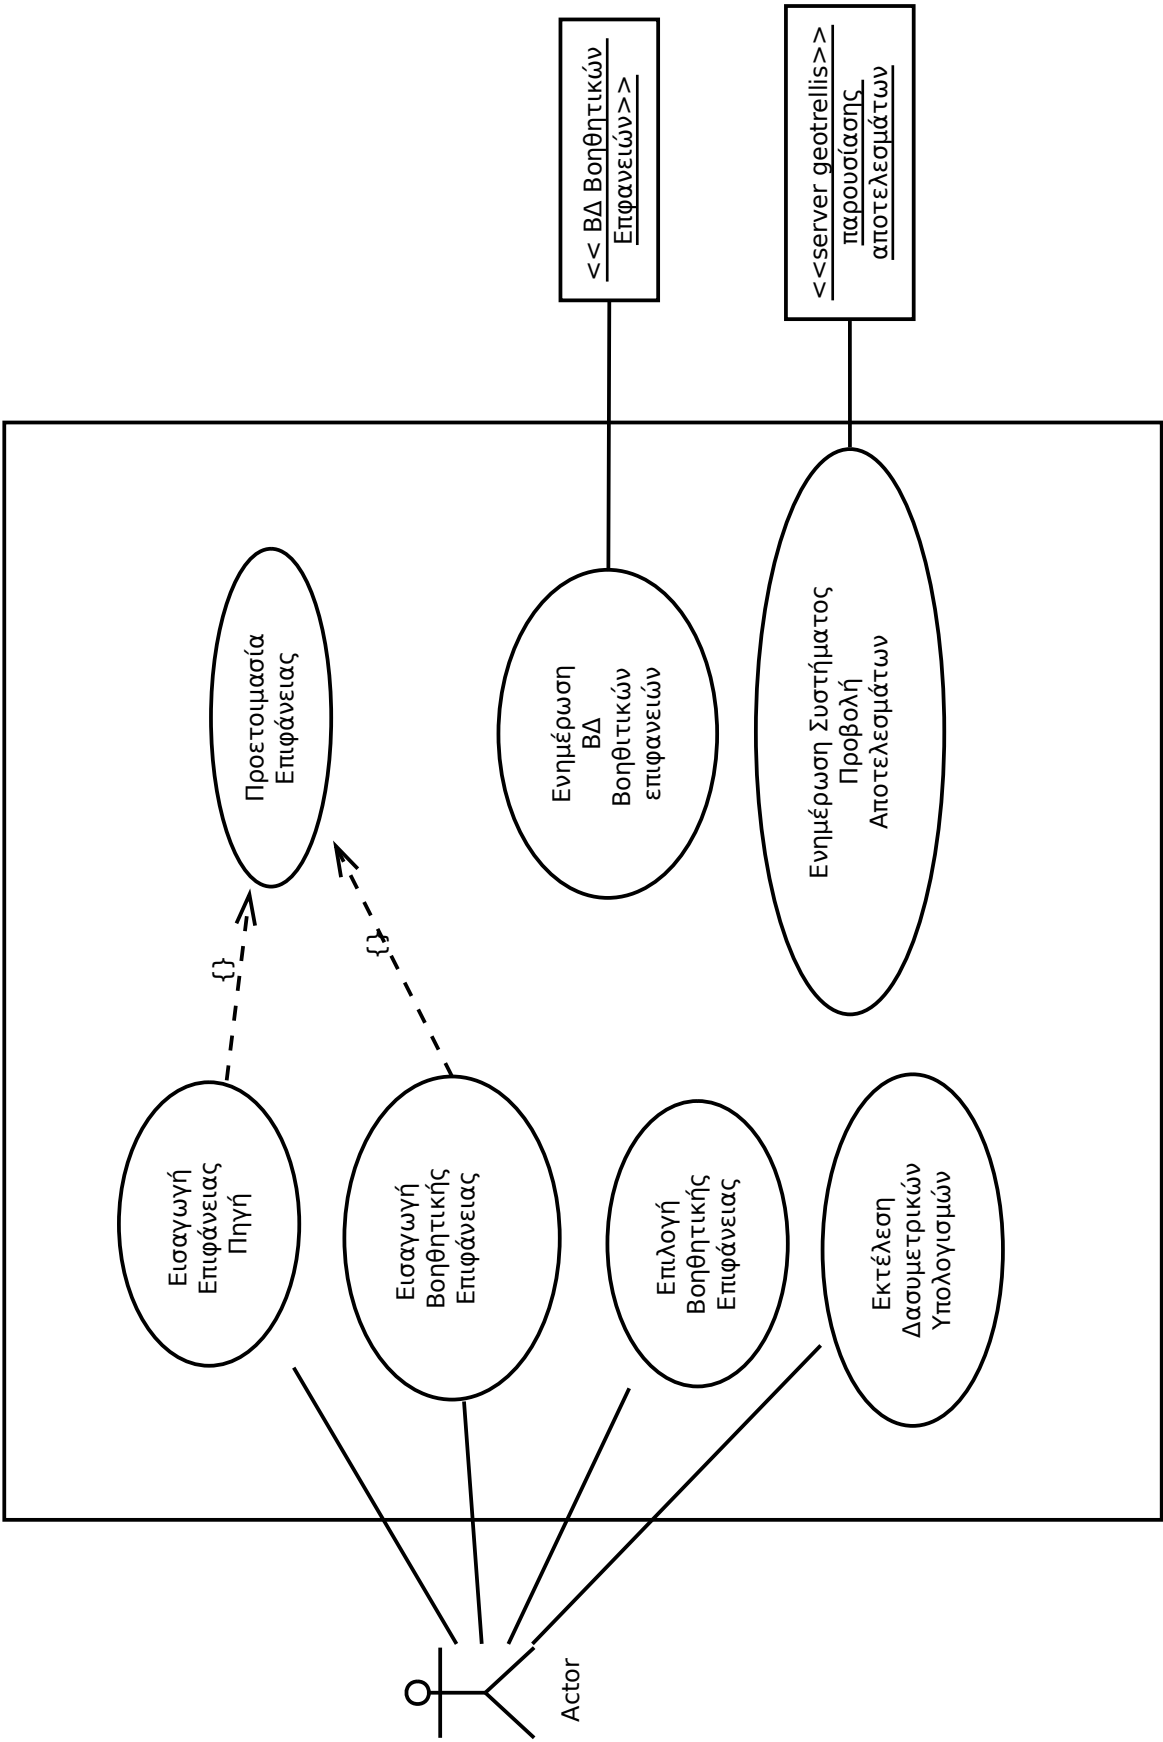 Actor
Εισαγωγή
Επιφάνειας
Πηγή
Εισαγωγή
Βοηθητικής
Επιφάνειας
Επιλογή
Βοηθητικής
Επιφάνειας
Εκτέλεση
Δασυμετρικών
Υπολογισμών
{}
{}
Προετοιμασία
Επιφάνειας
Ενημέρωση
ΒΔ
Βοηθιτικών
επιφανειών
Ενημέρωση Συστήματος
Προβολή
Αποτελεσμάτων
<< ΒΔ Βοηθητικών
Επφανειών>>
<<server geotrellis>>
παρουσίασης
αποτελεσμάτων